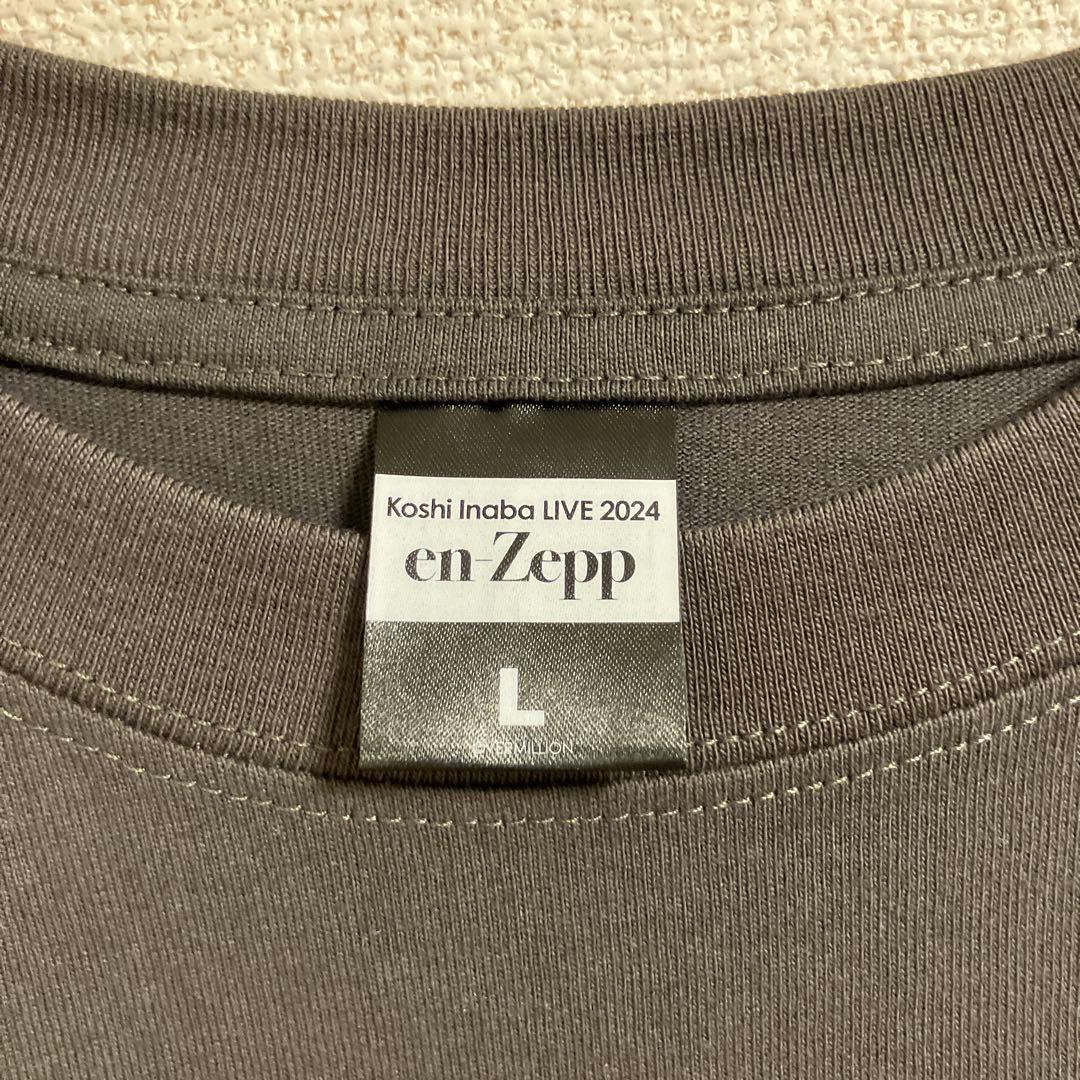 Koshi Inaba LIVE 2024
en-Zepp
L
VERMILLION